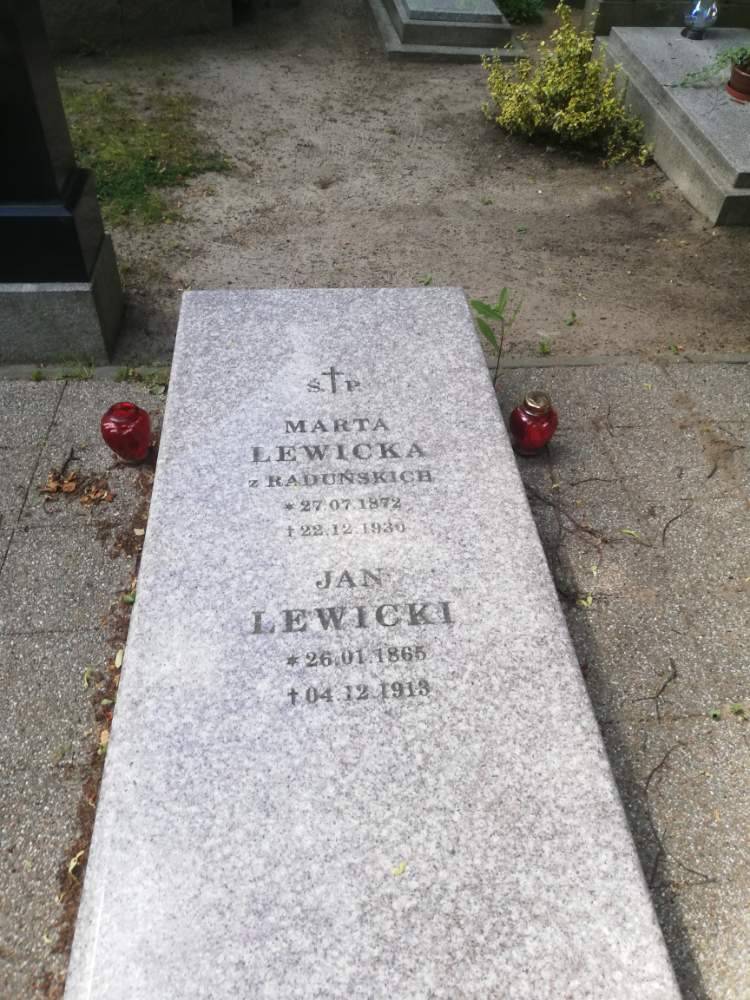 Ś † P.
MARTA
LEWICKA
z RADUŃSKICH
* 27.07.1872
† 22.12.1930
JAN
LEWICKI
* 26.01.1865
† 04.12.1913